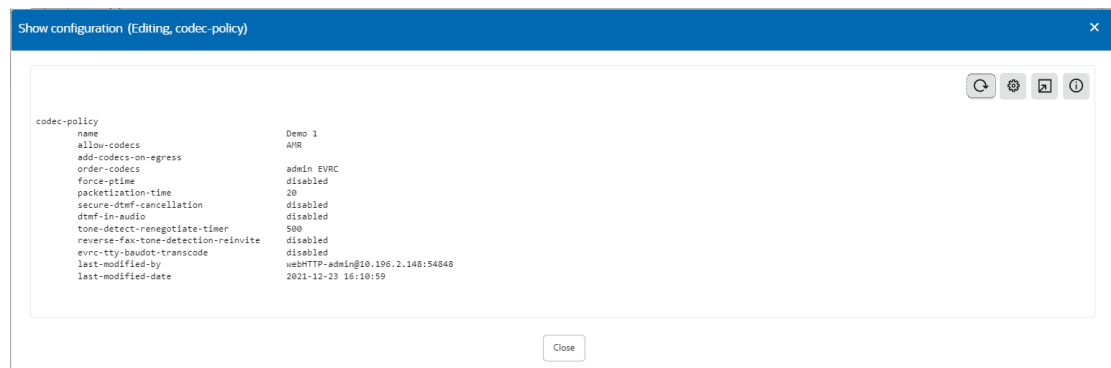 Show configuration (Editing, codec-policy)
codec-policy
name Demo 1
allow-codecs AMR
add-codecs-on-egress
order-codecs admin EVRC
force-ptime disabled
packetization-time 20
secure-dtmf-cancellation disabled
dtmf-in-audio disabled
tone-detect-renegotiate-timer 500
reverse-fax-tone-detection-reinvite disabled
evrc-tty-baudot-transcode disabled
last-modified-by webHTTP-admin@10.196.2.148:54848
last-modified-date 2021-12-23 16:10:59
Close